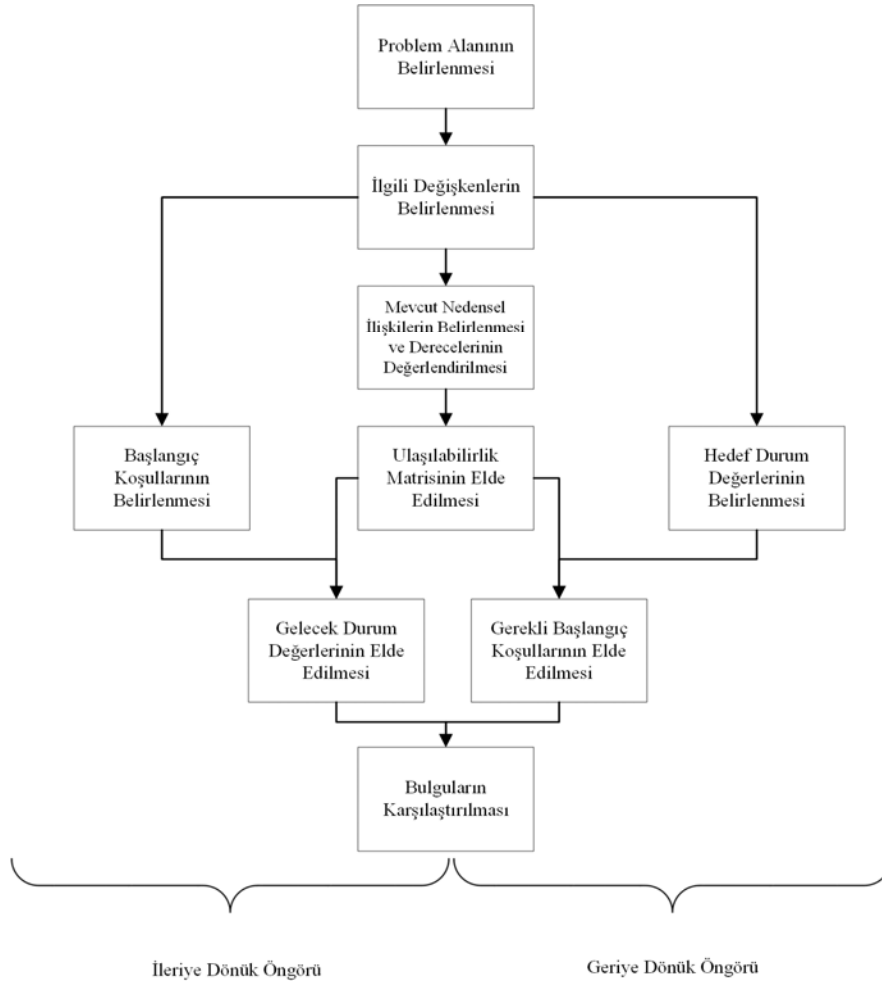 Problem Alanının
Belirlenmesi
İlgili Değişkenlerin
Belirlenmesi
Mevcut Nedensel
İlişkilerin Belirlenmesi
ve Derecelerinin
Değerlendirilmesi
Başlangıç
Koşullarının
Belirlenmesi
Ulaşılabilirlik
Matrisinin Elde
Edilmesi
Hedef Durum
Değerlerinin
Belirlenmesi
Gelecek Durum
Değerlerinin Elde
Edilmesi
Gerekli Başlangıç
Koşullarının Elde
Edilmesi
Bulguların
Karşılaştırılması
İleriye Dönük Öngörü
Geriye Dönük Öngörü